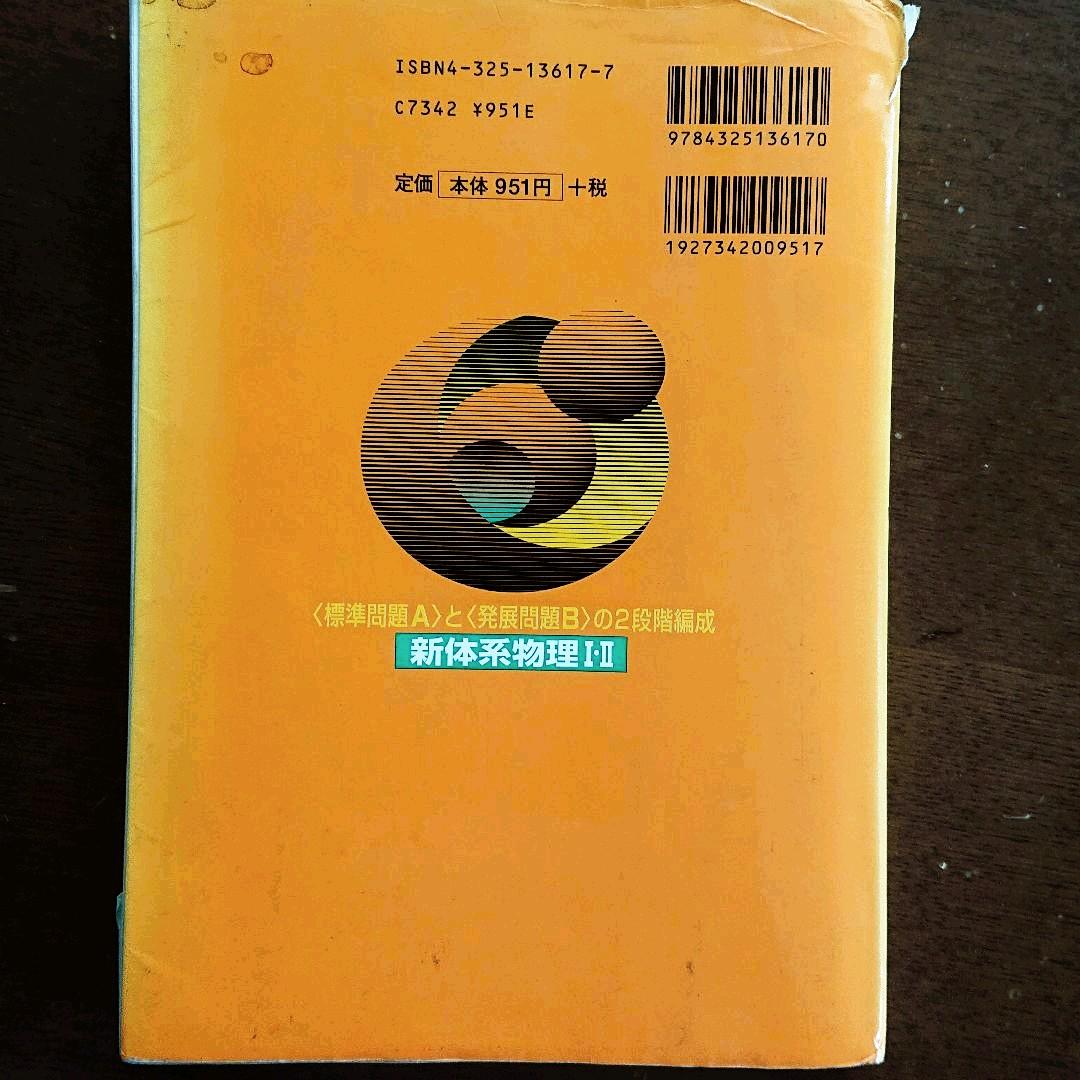 ISBN4-325-13617-7
C7342 ¥951E
9784325136170
定価 本体 951円 +税
1927342009517
〈標準問題A〉と〈発展問題B〉の2段階編成
新体系物理I・II